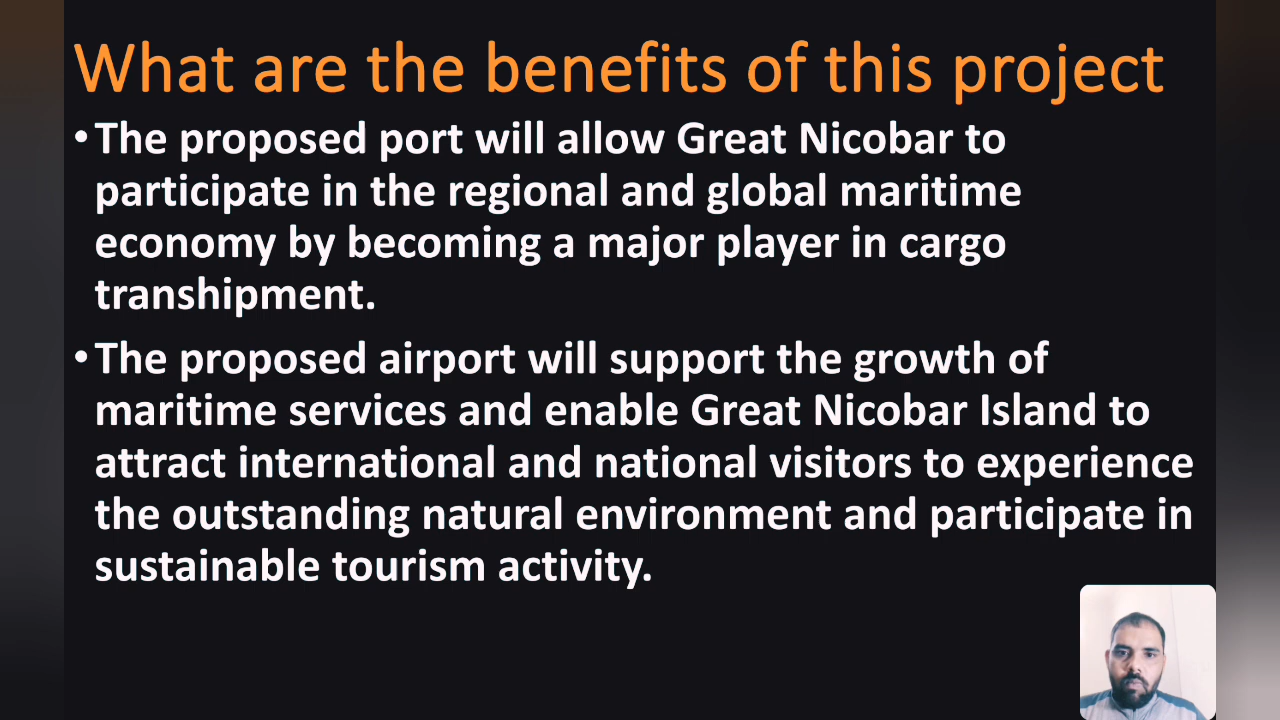 What are the benefits of this project
• The proposed port will allow Great Nicobar to
participate in the regional and global maritime
economy by becoming a major player in cargo
transhipment.
• The proposed airport will support the growth of
maritime services and enable Great Nicobar Island to
attract international and national visitors to experience
the outstanding natural environment and participate in
sustainable tourism activity.